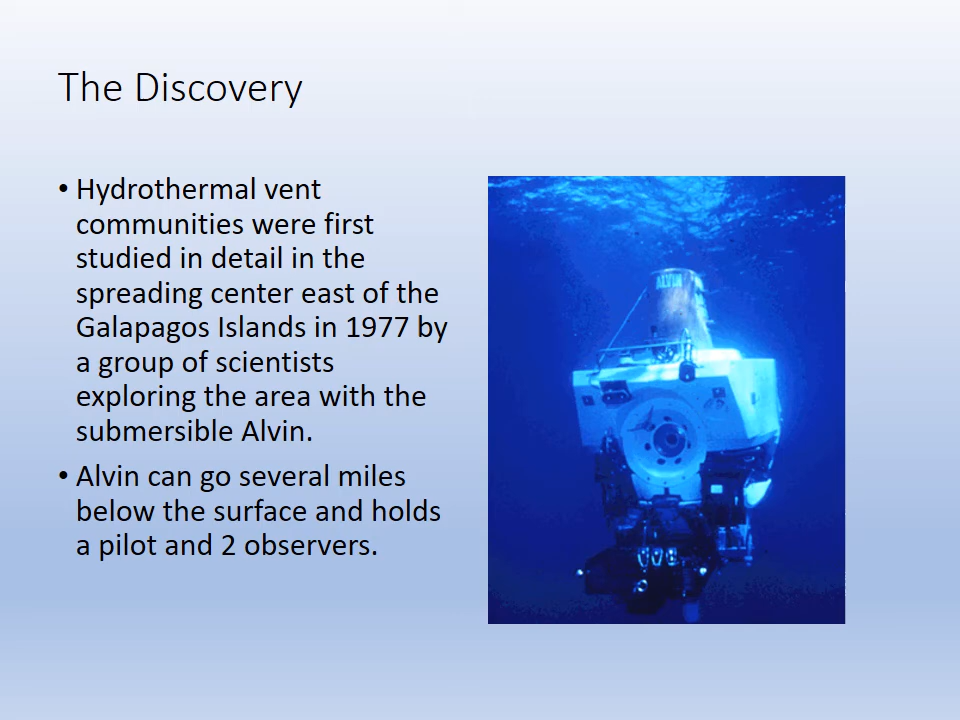 The Discovery
• Hydrothermal vent
communities were first
studied in detail in the
spreading center east of the
Galapagos Islands in 1977 by
a group of scientists
exploring the area with the
submersible Alvin.
• Alvin can go several miles
below the surface and holds
a pilot and 2 observers.
ALVIN